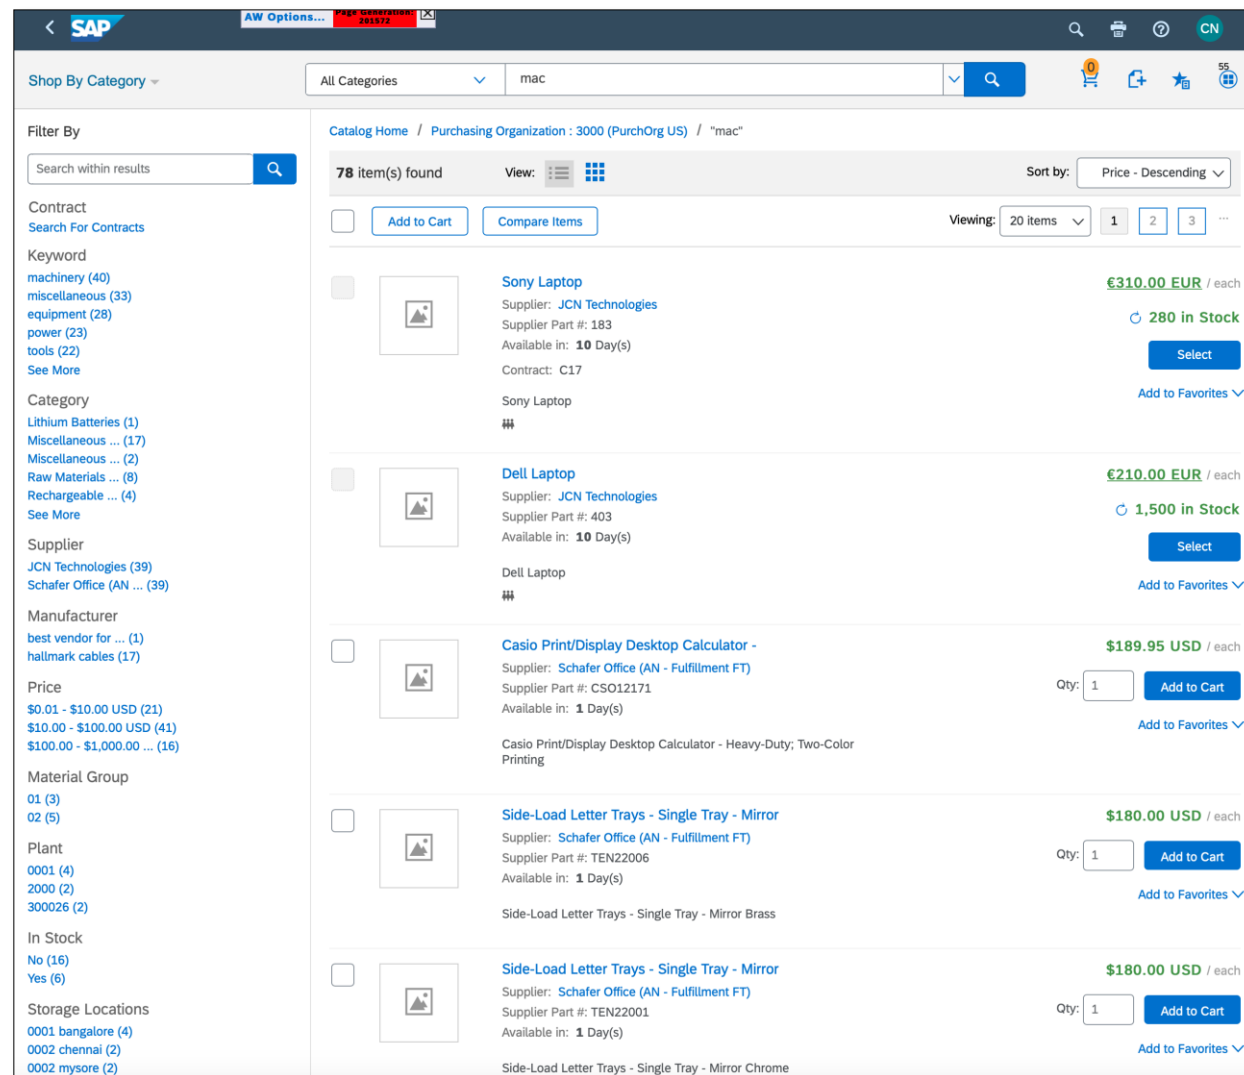 SAP
AW Options...
Page Generation:
201572
CN
Shop By Category
All Categories
mac
0
55
Filter By
Search within results
Contract
Search For Contracts
Keyword
machinery (40)
miscellaneous (33)
equipment (28)
power (23)
tools (22)
See More
Category
Lithium Batteries (1)
Miscellaneous ... (17)
Miscellaneous ... (2)
Raw Materials ... (8)
Rechargeable ... (4)
See More
Supplier
JCN Technologies (39)
Schafer Office (AN ... (39)
Manufacturer
best vendor for ... (1)
hallmark cables (17)
Price
$0.01 - $10.00 USD (21)
$10.00 - $100.00 USD (41)
$100.00 - $1,000.00 ... (16)
Material Group
01 (3)
02 (5)
Plant
0001 (4)
2000 (2)
300026 (2)
In Stock
No (16)
Yes (6)
Storage Locations
0001 bangalore (4)
0002 chennai (2)
0002 mysore (2)
Catalog Home / Purchasing Organization : 3000 (PurchOrg US) / "mac"
78 item(s) found View: Sort by: Price - Descending
Add to Cart Compare Items Viewing: 20 items 1 2 3 ...
Sony Laptop
Supplier: JCN Technologies
Supplier Part #: 183
Available in: 10 Day(s)
Contract: C17
Sony Laptop
€310.00 EUR / each
280 in Stock
Select
Add to Favorites
Dell Laptop
Supplier: JCN Technologies
Supplier Part #: 403
Available in: 10 Day(s)
Dell Laptop
€210.00 EUR / each
1,500 in Stock
Select
Add to Favorites
Casio Print/Display Desktop Calculator -
Supplier: Schafer Office (AN - Fulfillment FT)
Supplier Part #: CSO12171
Available in: 1 Day(s)
Casio Print/Display Desktop Calculator - Heavy-Duty; Two-Color
Printing
$189.95 USD / each
Qty: 1 Add to Cart
Add to Favorites
Side-Load Letter Trays - Single Tray - Mirror
Supplier: Schafer Office (AN - Fulfillment FT)
Supplier Part #: TEN22006
Available in: 1 Day(s)
Side-Load Letter Trays - Single Tray - Mirror Brass
$180.00 USD / each
Qty: 1 Add to Cart
Add to Favorites
Side-Load Letter Trays - Single Tray - Mirror
Supplier: Schafer Office (AN - Fulfillment FT)
Supplier Part #: TEN22001
Available in: 1 Day(s)
Side-Load Letter Trays - Single Tray - Mirror Chrome
$180.00 USD / each
Qty: 1 Add to Cart
Add to Favorites